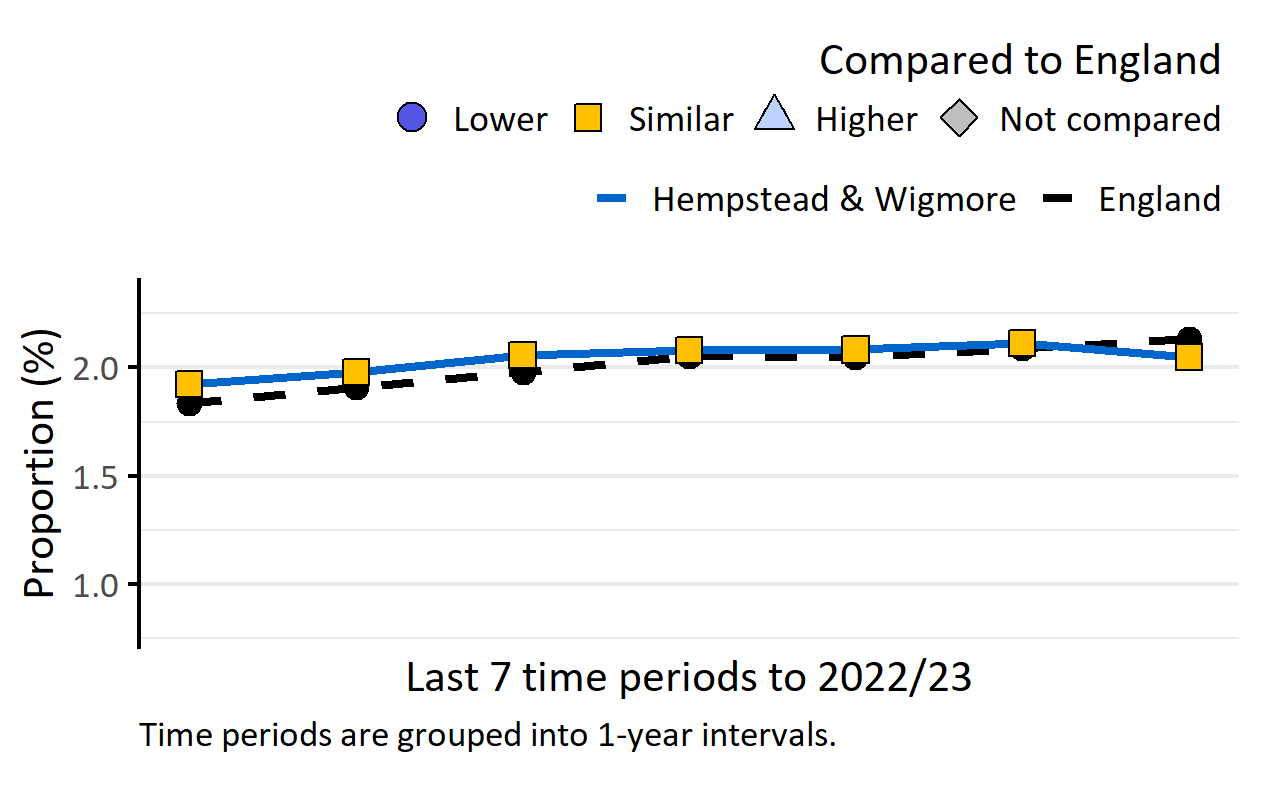 Compared to England
Lower Similar Higher Not compared
Hempstead & Wigmore England
Proportion (%)
2.0
1.5
1.0
Last 7 time periods to 2022/23
Time periods are grouped into 1-year intervals.